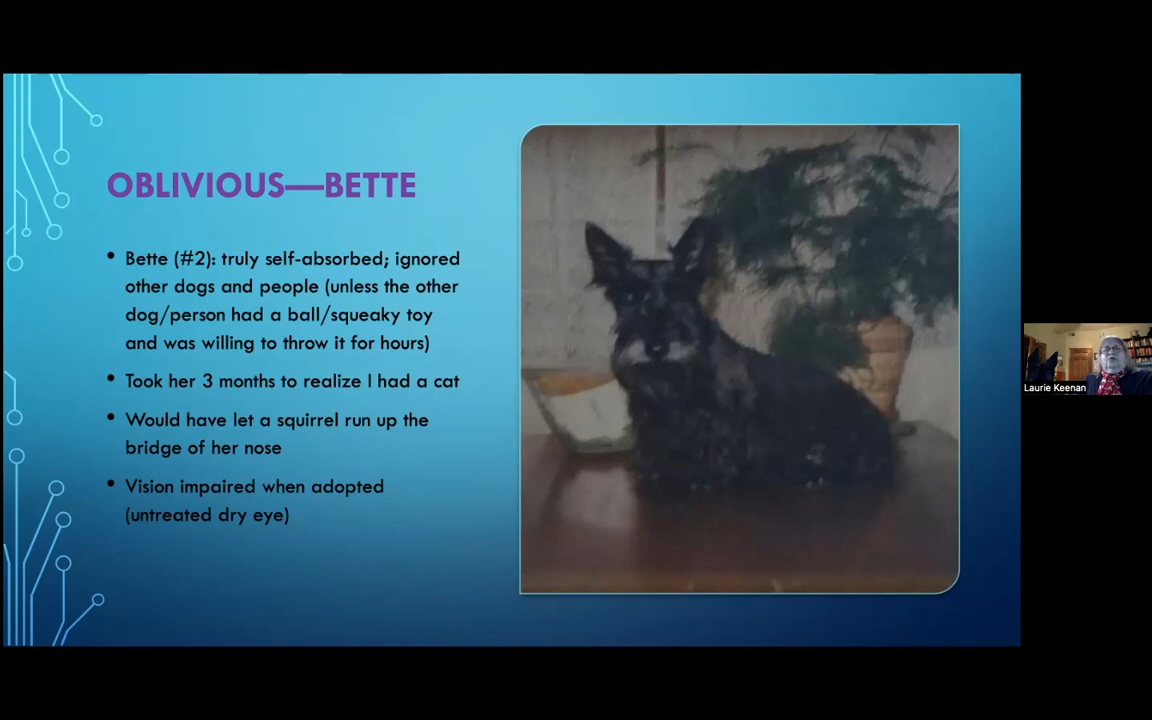 OBLIVIOUS—BETTE
• Bette (#2): truly self-absorbed; ignored
other dogs and people (unless the other
dog/person had a ball/squeaky toy
and was willing to throw it for hours)
• Took her 3 months to realize I had a cat
• Would have let a squirrel run up the
bridge of her nose
• Vision impaired when adopted
(untreated dry eye)
Laurie Keenan